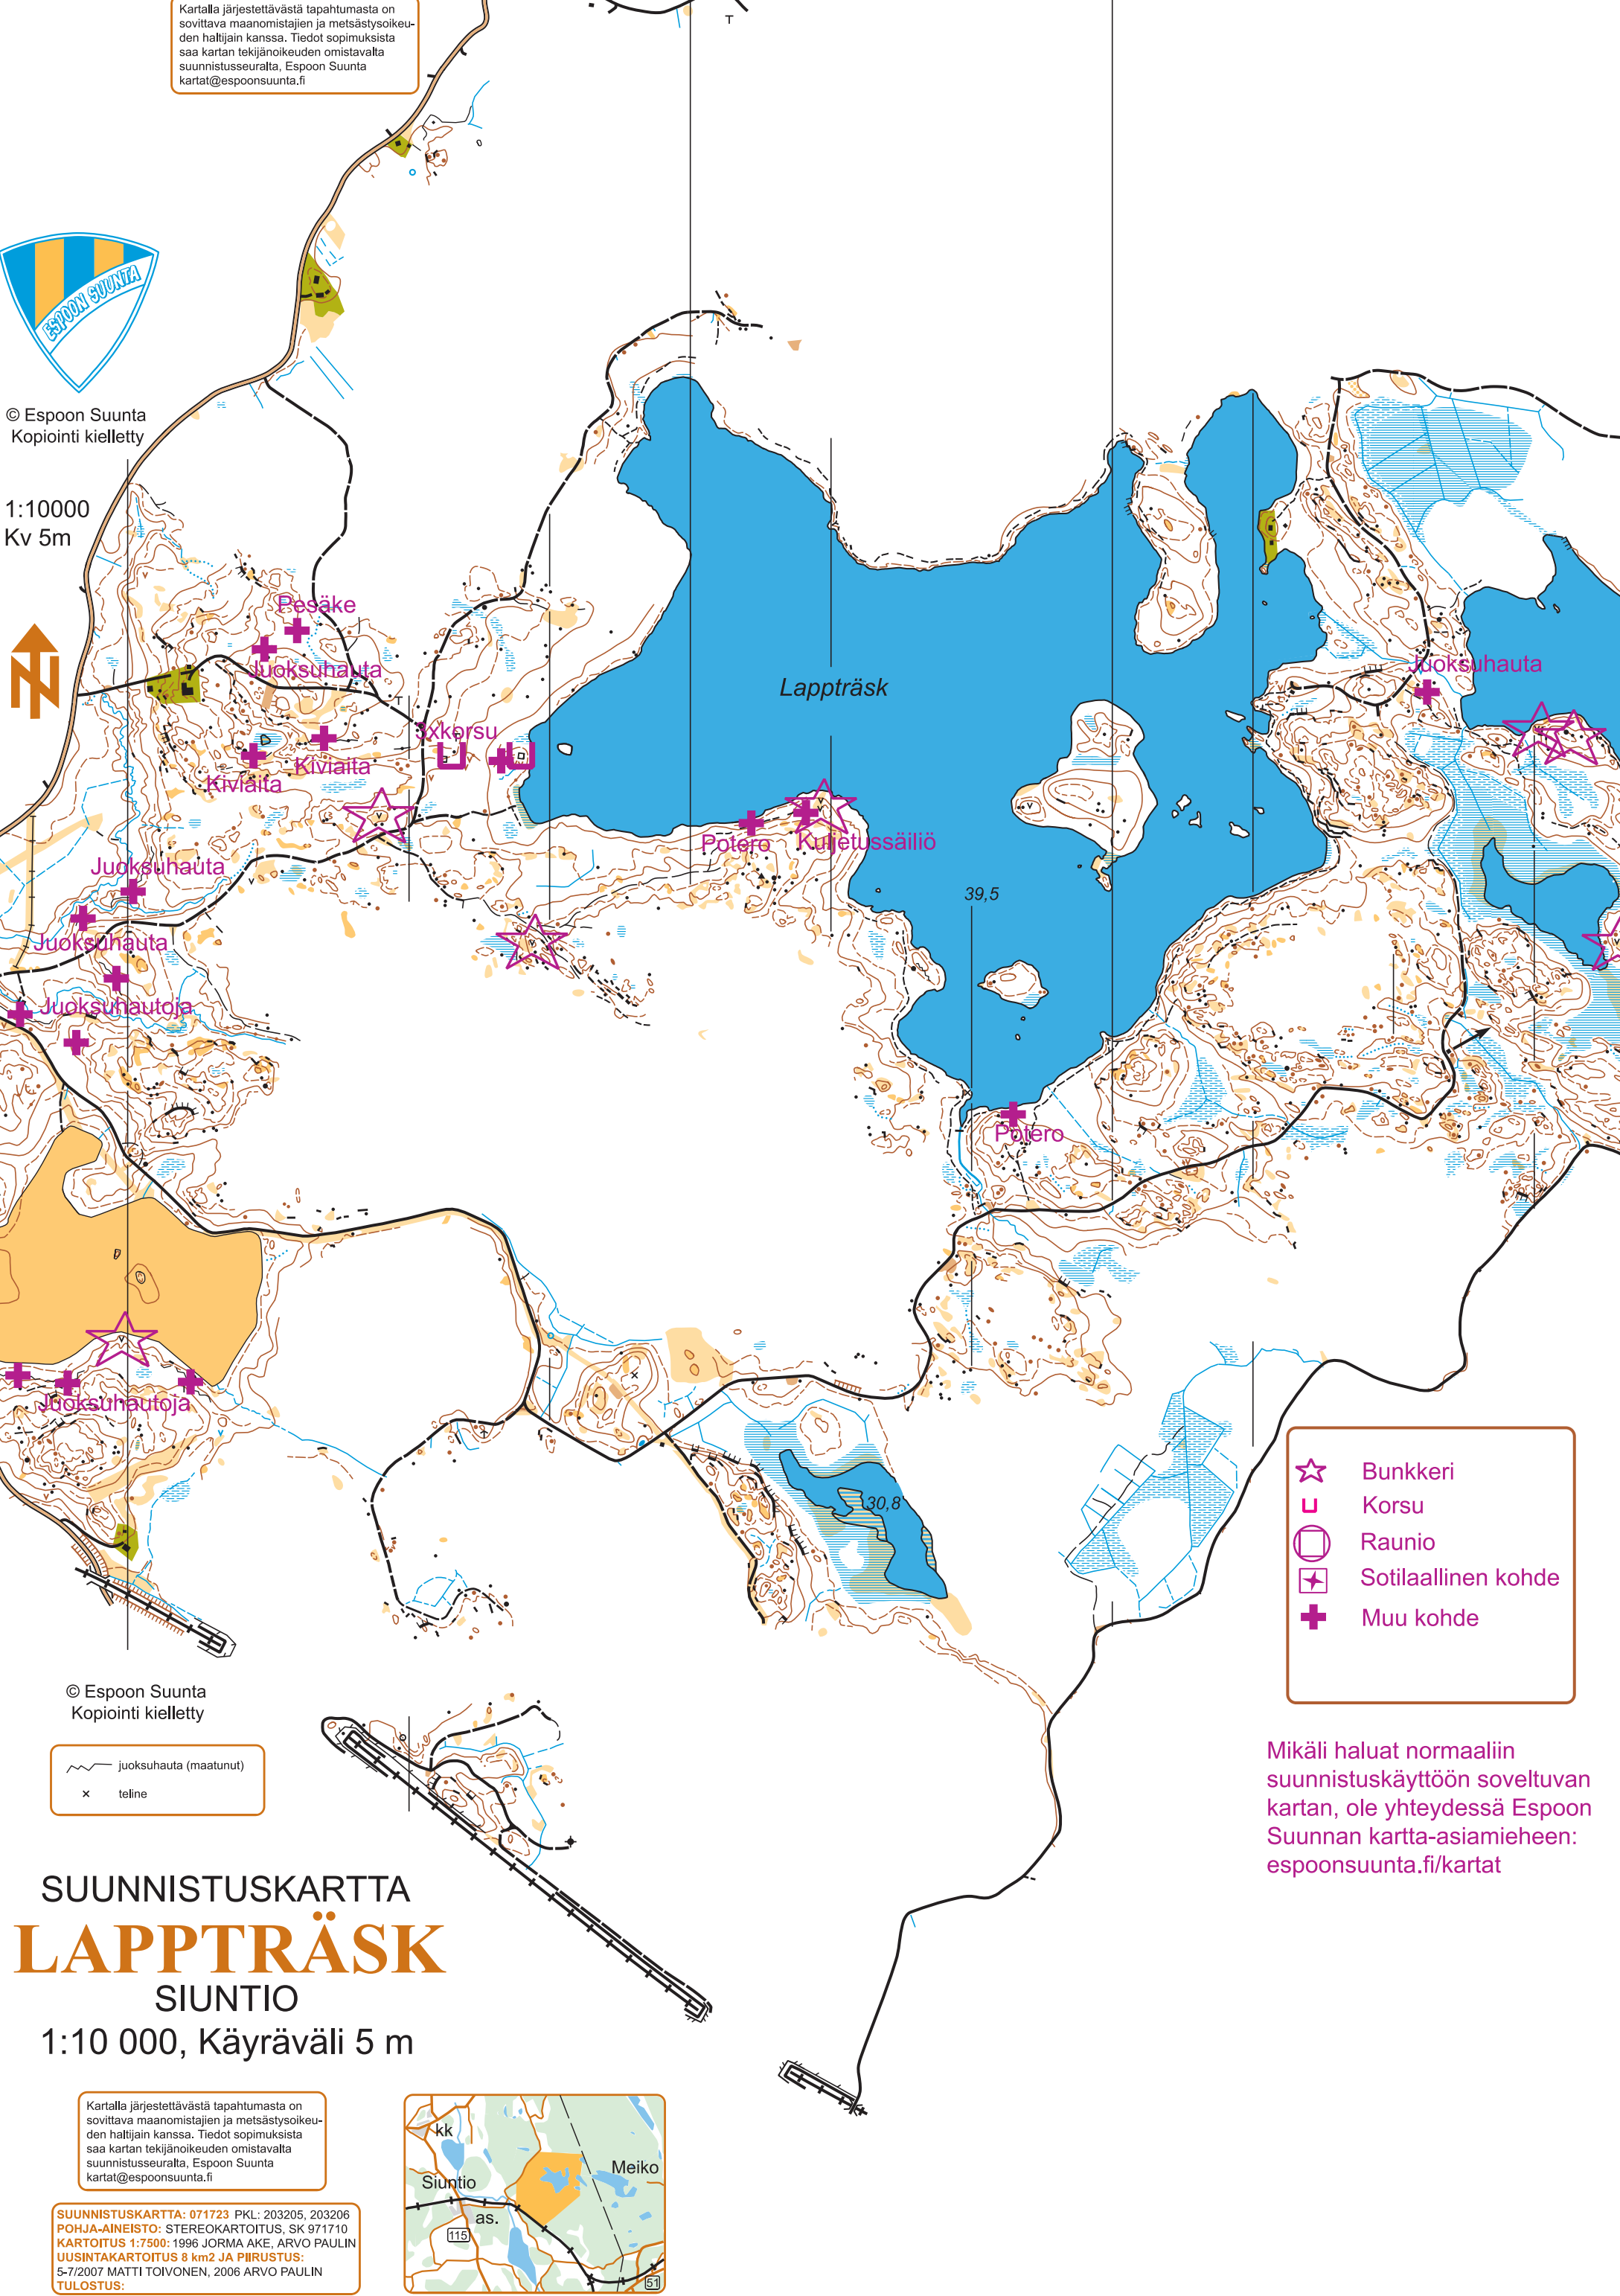 Kartalla järjestettävästä tapahtumasta on
sovittava maanomistajien ja metsästysoikeu-
den haltijain kanssa. Tiedot sopimuksista
saa kartan tekijänoikeuden omistavalta
suunnistusseuralta, Espoon Suunta
kartat@espoonsuunta.fi
T
ESPOON SUUNTA
© Espoon Suunta
Kopiointi kielletty
1:10000
Kv 5m
N
Pesäke
Juoksuhauta
Juoksuhauta
Lappträsk
T
3xkorsu
Kiviaita
Kiviaita
Potero
Kuljetussäiliö
Juoksuhauta
39,5
Juoksuhauta
Juoksuhautoja
Potero
Juoksuhautoja
30,8
Bunkkeri
Korsu
Raunio
Sotilaallinen kohde
Muu kohde
© Espoon Suunta
Kopiointi kielletty
juoksuhauta (maatunut)
teline
Mikäli haluat normaaliin
suunnistuskäyttöön soveltuvan
kartan, ole yhteydessä Espoon
Suunnan kartta-asiamieheen:
espoonsuunta.fi/kartat
SUUNNISTUSKARTTA
LAPPTRÄSK
SIUNTIO
1:10 000, Käyräväli 5 m
Kartalla järjestettävästä tapahtumasta on
sovittava maanomistajien ja metsästysoikeu-
den haltijain kanssa. Tiedot sopimuksista
saa kartan tekijänoikeuden omistavalta
suunnistusseuralta, Espoon Suunta
kartat@espoonsuunta.fi
kk
Meiko
Siuntio
as.
115
51
SUUNNISTUSKARTTA: 071723 PKL: 203205, 203206
POHJA-AINEISTO: STEREOKARTOITUS, SK 971710
KARTOITUS 1:7500: 1996 JORMA AKE, ARVO PAULIN
UUSINTAKARTOITUS 8 km2 JA PIIRUSTUS:
5-7/2007 MATTI TOIVONEN, 2006 ARVO PAULIN
TULOSTUS: